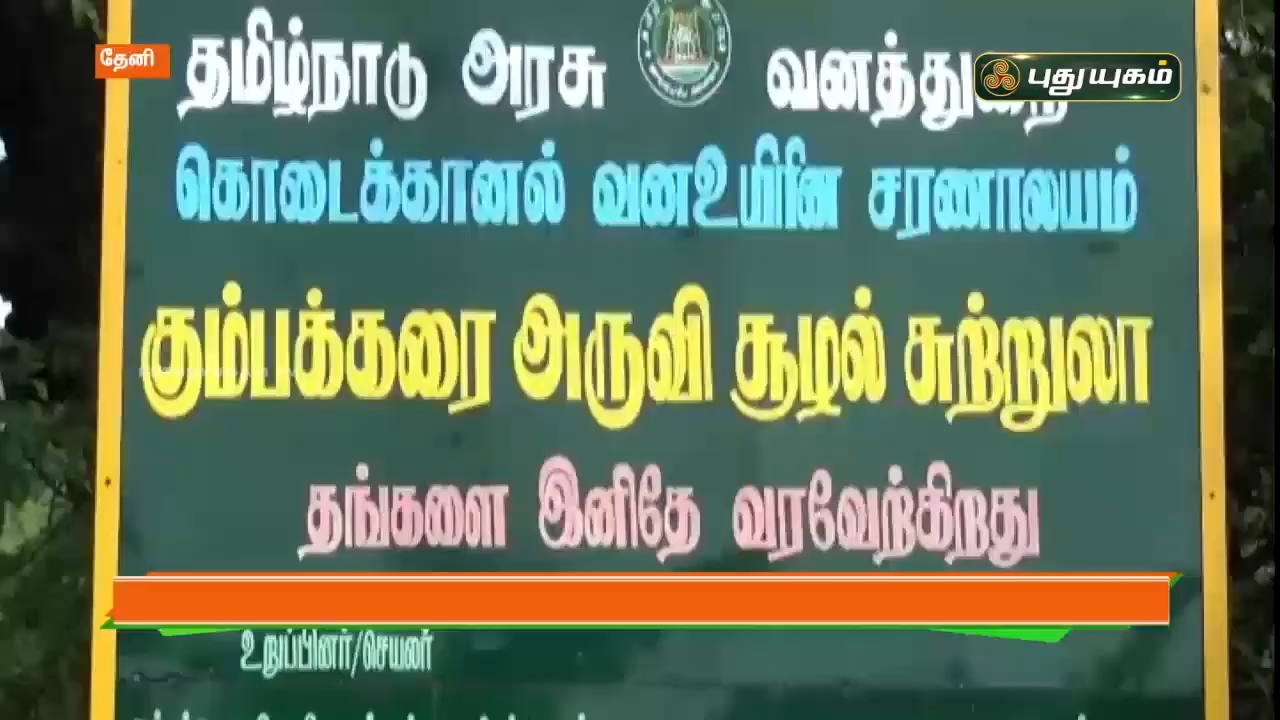 தேனி
தமிழ்நாடு அரசு வனத்துறை
புதுயுகம்
கொடைக்கானல் வனஉயிரின சரணாலயம்
கும்பக்கரை அருவி சூழல் சுற்றுலா
தங்களை இனிதே வரவேற்கிறது
உறுப்பினர்/செயலர்